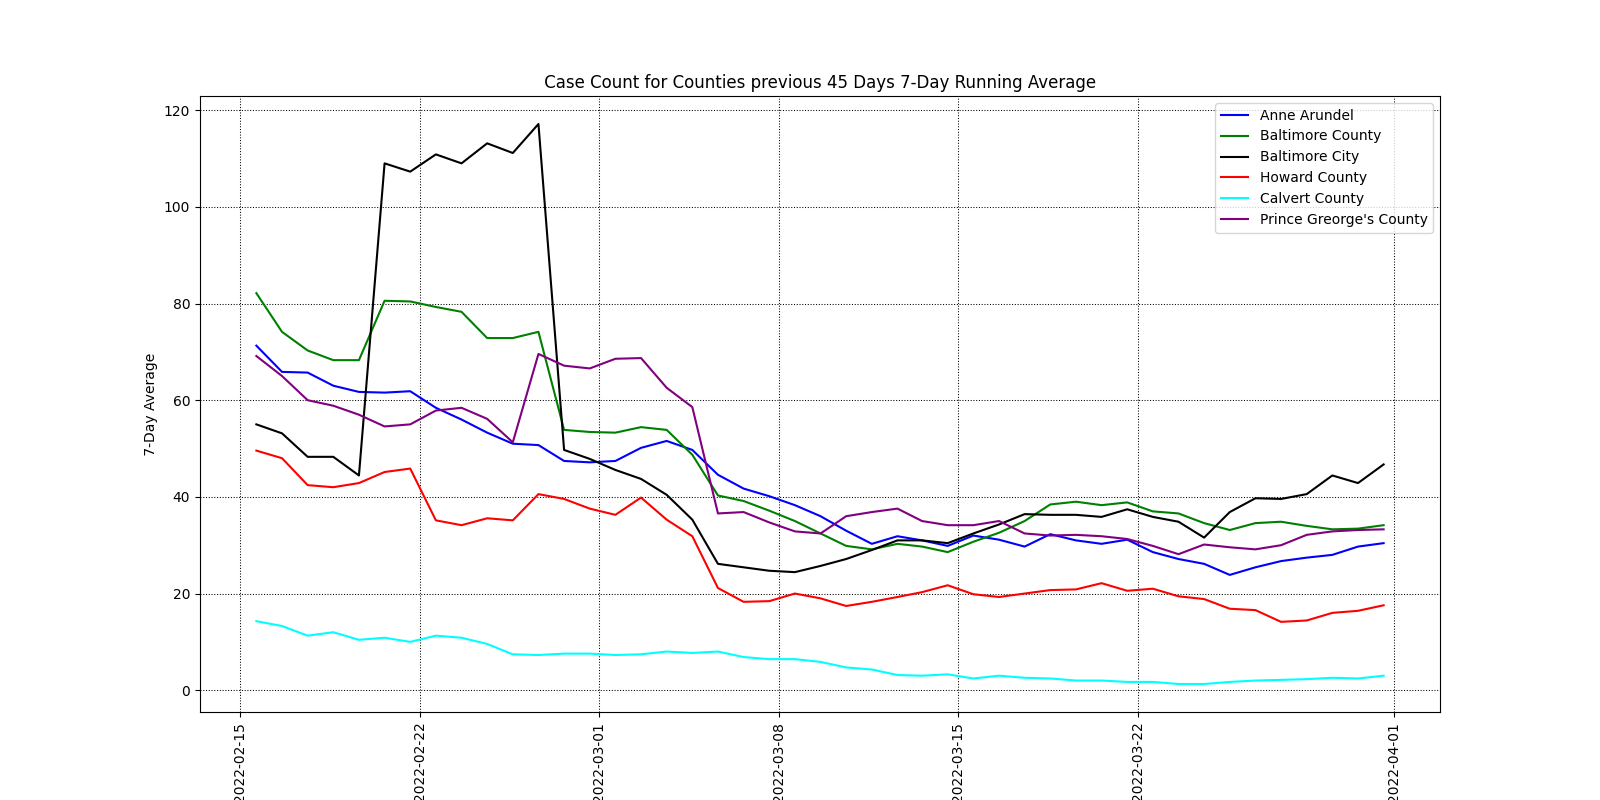 Case Count for Counties previous 45 Days 7-Day Running Average
120
100
80
60
40
20
0
7-Day Average
Anne Arundel
Baltimore County
Baltimore City
Howard County
Calvert County
Prince Greorge's County
2022-02-15
2022-02-22
2022-03-01
2022-03-08
2022-03-15
2022-03-22
2022-04-01